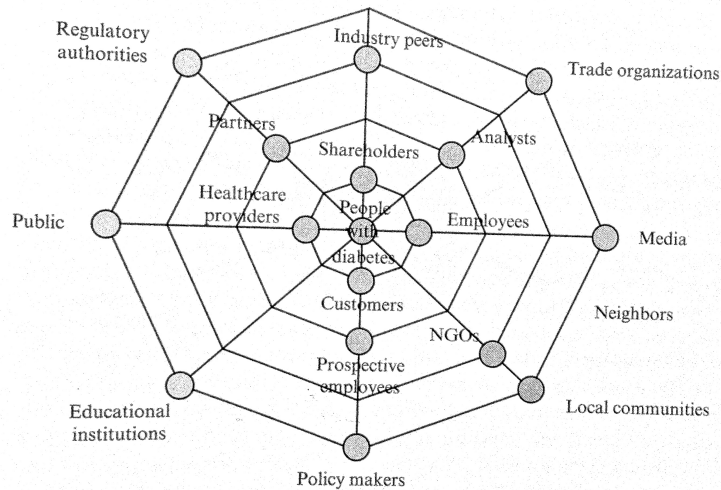 Regulatory
authorities
Industry peers
Trade organizations
Partners
Analysts
Shareholders
Healthcare
providers
People
with
diabetes
Employees
Public
Media
Customers
Neighbors
NGOs
Prospective
employees
Educational
institutions
Local communities
Policy makers